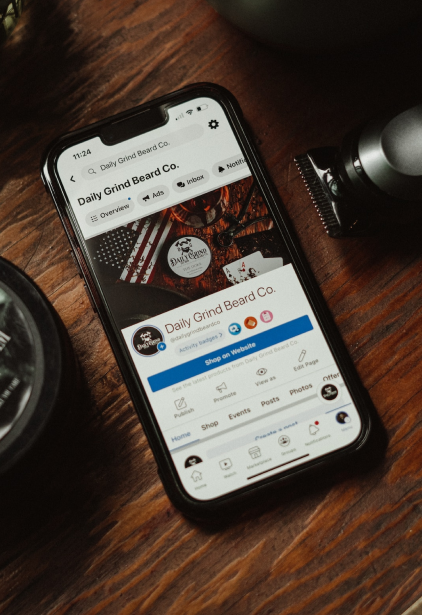 11:24
Daily Grind Beard Co.
Daily Grind Beard Co.
Overview
Ads
Inbox
Notifi
DAILY GRIND
Daily Grind Beard Co.
@dailygrindbeardco
Activity badges
Shop on Website
See the latest products from Daily Grind Beard Co.
Publish
Promote
View as
Edit Page
Home
Shop
Events
Posts
Photos
Offer
Create a post
Home
Watch
Marketplace
Groups
Notifications
Menu